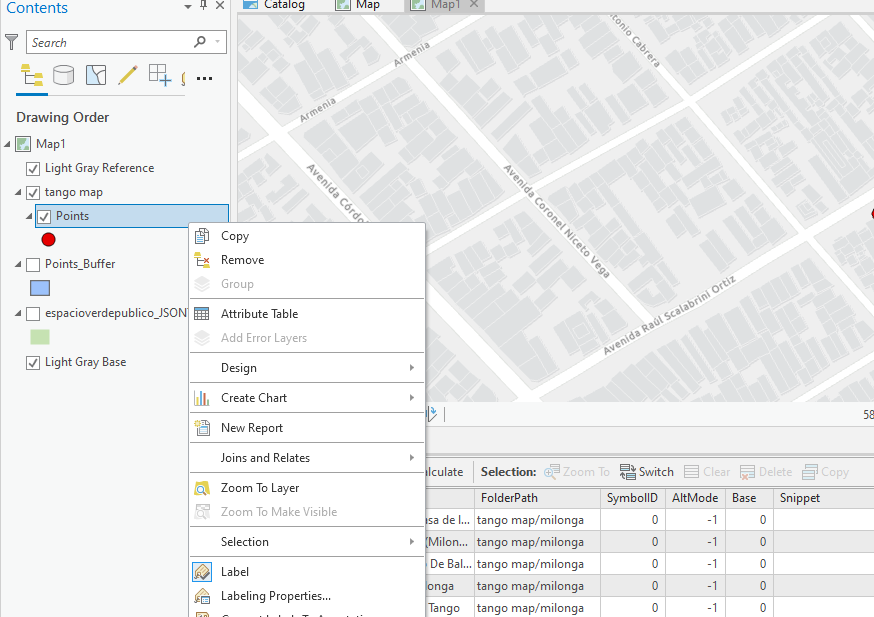 Contents
Catalog
Map
Map1
Search
Drawing Order
Map1
Light Gray Reference
tango map
Points
Points_Buffer
espacioverdepublico_JSON
Light Gray Base
Armenia
Armenia
Antonio Cabrera
Avenida Córdo
Avenida Coronel Niceto Vega
Avenida Raúl Scalabrini Ortiz
Copy
Remove
Group
Attribute Table
Add Error Layers
Design
Create Chart
New Report
Joins and Relates
Zoom To Layer
Zoom To Make Visible
Selection
Label
Labeling Properties...
58
lculate Selection: Zoom To Switch Clear Delete Copy
FolderPath SymbolID AltMode Base Snippet
sa de l... tango map/milonga 0 -1 0
(Milon... tango map/milonga 0 -1 0
De Bal... tango map/milonga 0 -1 0
longa tango map/milonga 0 -1 0
Tango tango map/milonga 0 -1 0